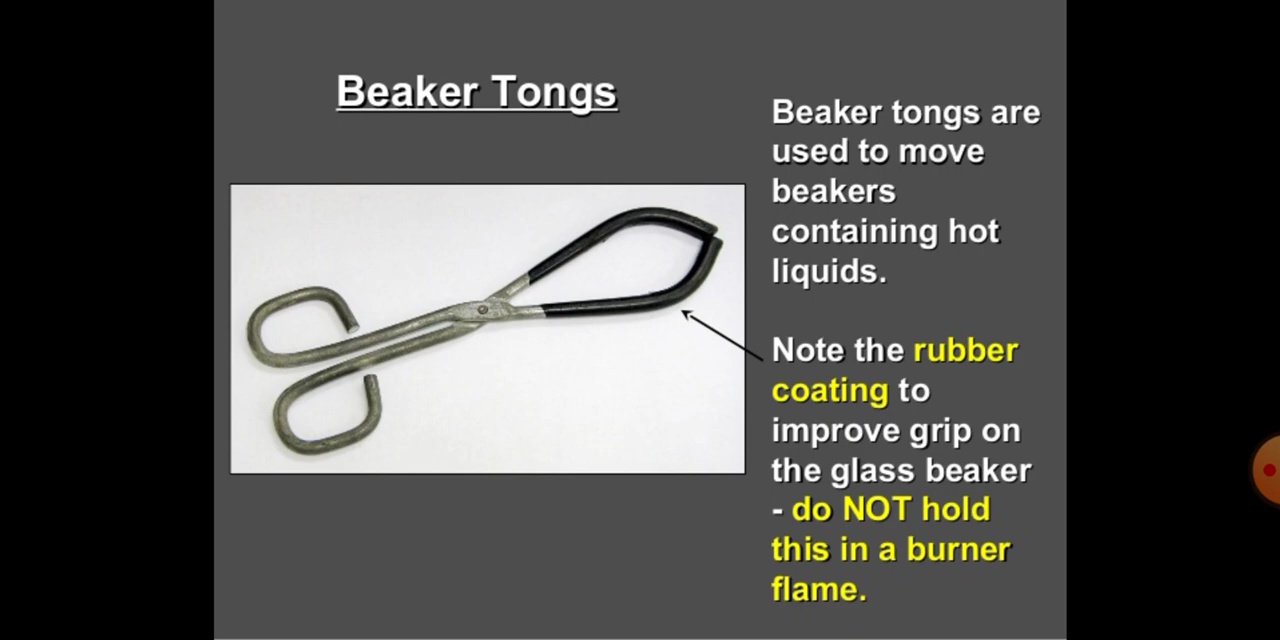 Beaker Tongs
Beaker tongs are
used to move
beakers
containing hot
liquids.
Note the rubber
coating to
improve grip on
the glass beaker
- do NOT hold
this in a burner
flame.